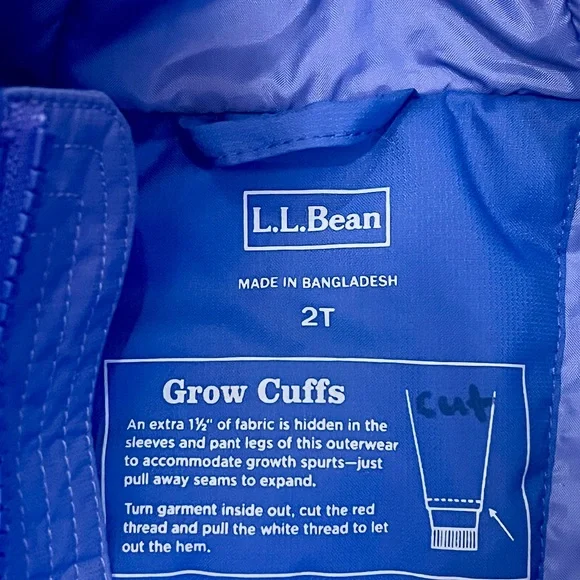 L.L.Bean
MADE IN BANGLADESH
2T
Grow Cuffs
An extra 1½" of fabric is hidden in the
sleeves and pant legs of this outerwear
to accommodate growth spurts—just
pull away seams to expand.
Turn garment inside out, cut the red
thread and pull the white thread to let
out the hem.
cut